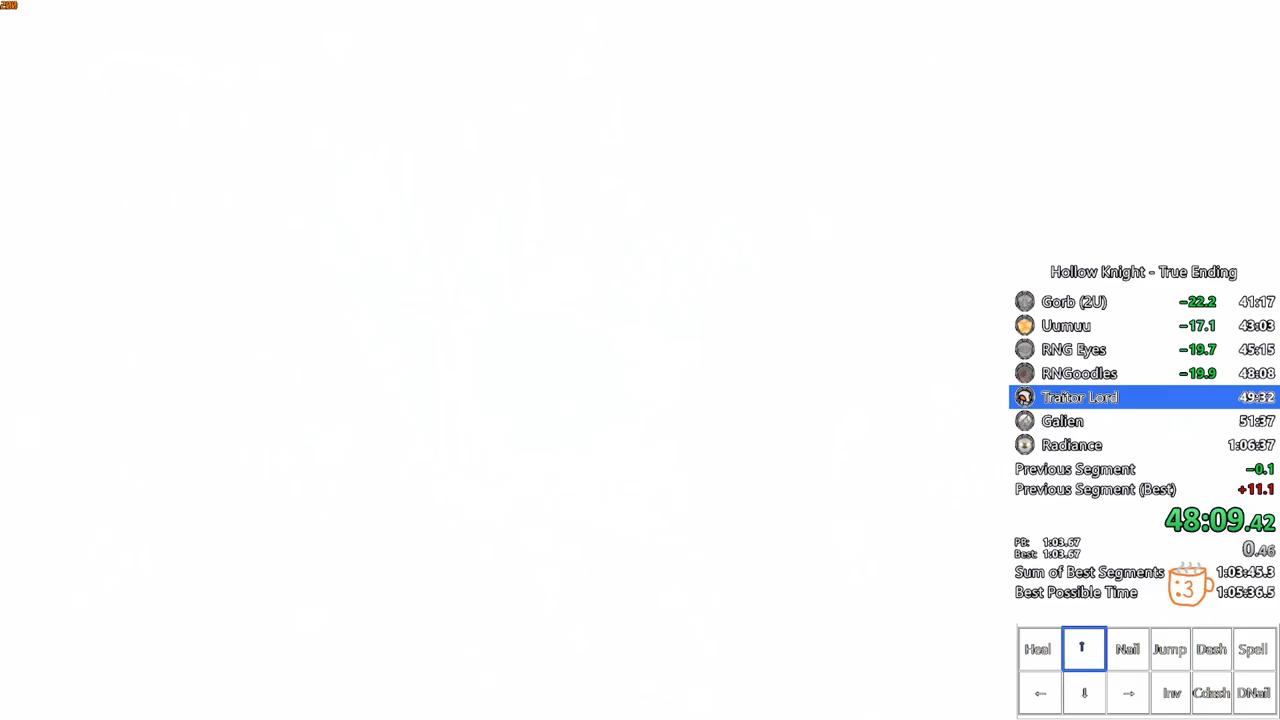 Hollow Knight - True Ending
Gorb (2U) -22.2 41:17
Uumuu -17.1 43:03
RNG Eyes -19.7 45:15
RNGoodles -19.9 48:08
Traitor Lord 49:32
Galien 51:37
Radiance 1:06:37
Previous Segment -0.1
Previous Segment (Best) +11.1
48:09.42
PB: 1:03.67
Best: 1:03.67
0.46
Sum of Best Segments 1:03:45.3
Best Possible Time 1:05:36.5
Heal ↑ Nail Jump Dash Spell
← ↓ → Inv Cdash DNail